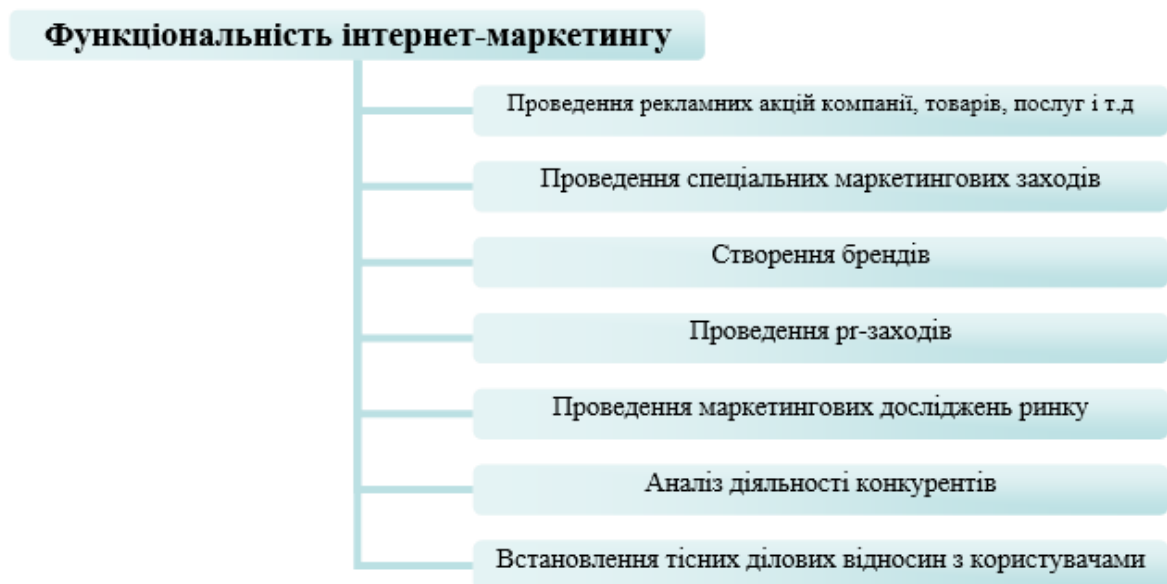 Функціональність інтернет-маркетингу
Проведення рекламних акцій компанії, товарів, послуг і т.д
Проведення спеціальних маркетингових заходів
Створення брендів
Проведення pr-заходів
Проведення маркетингових досліджень ринку
Аналіз діяльності конкурентів
Встановлення тісних ділових відносин з користувачами